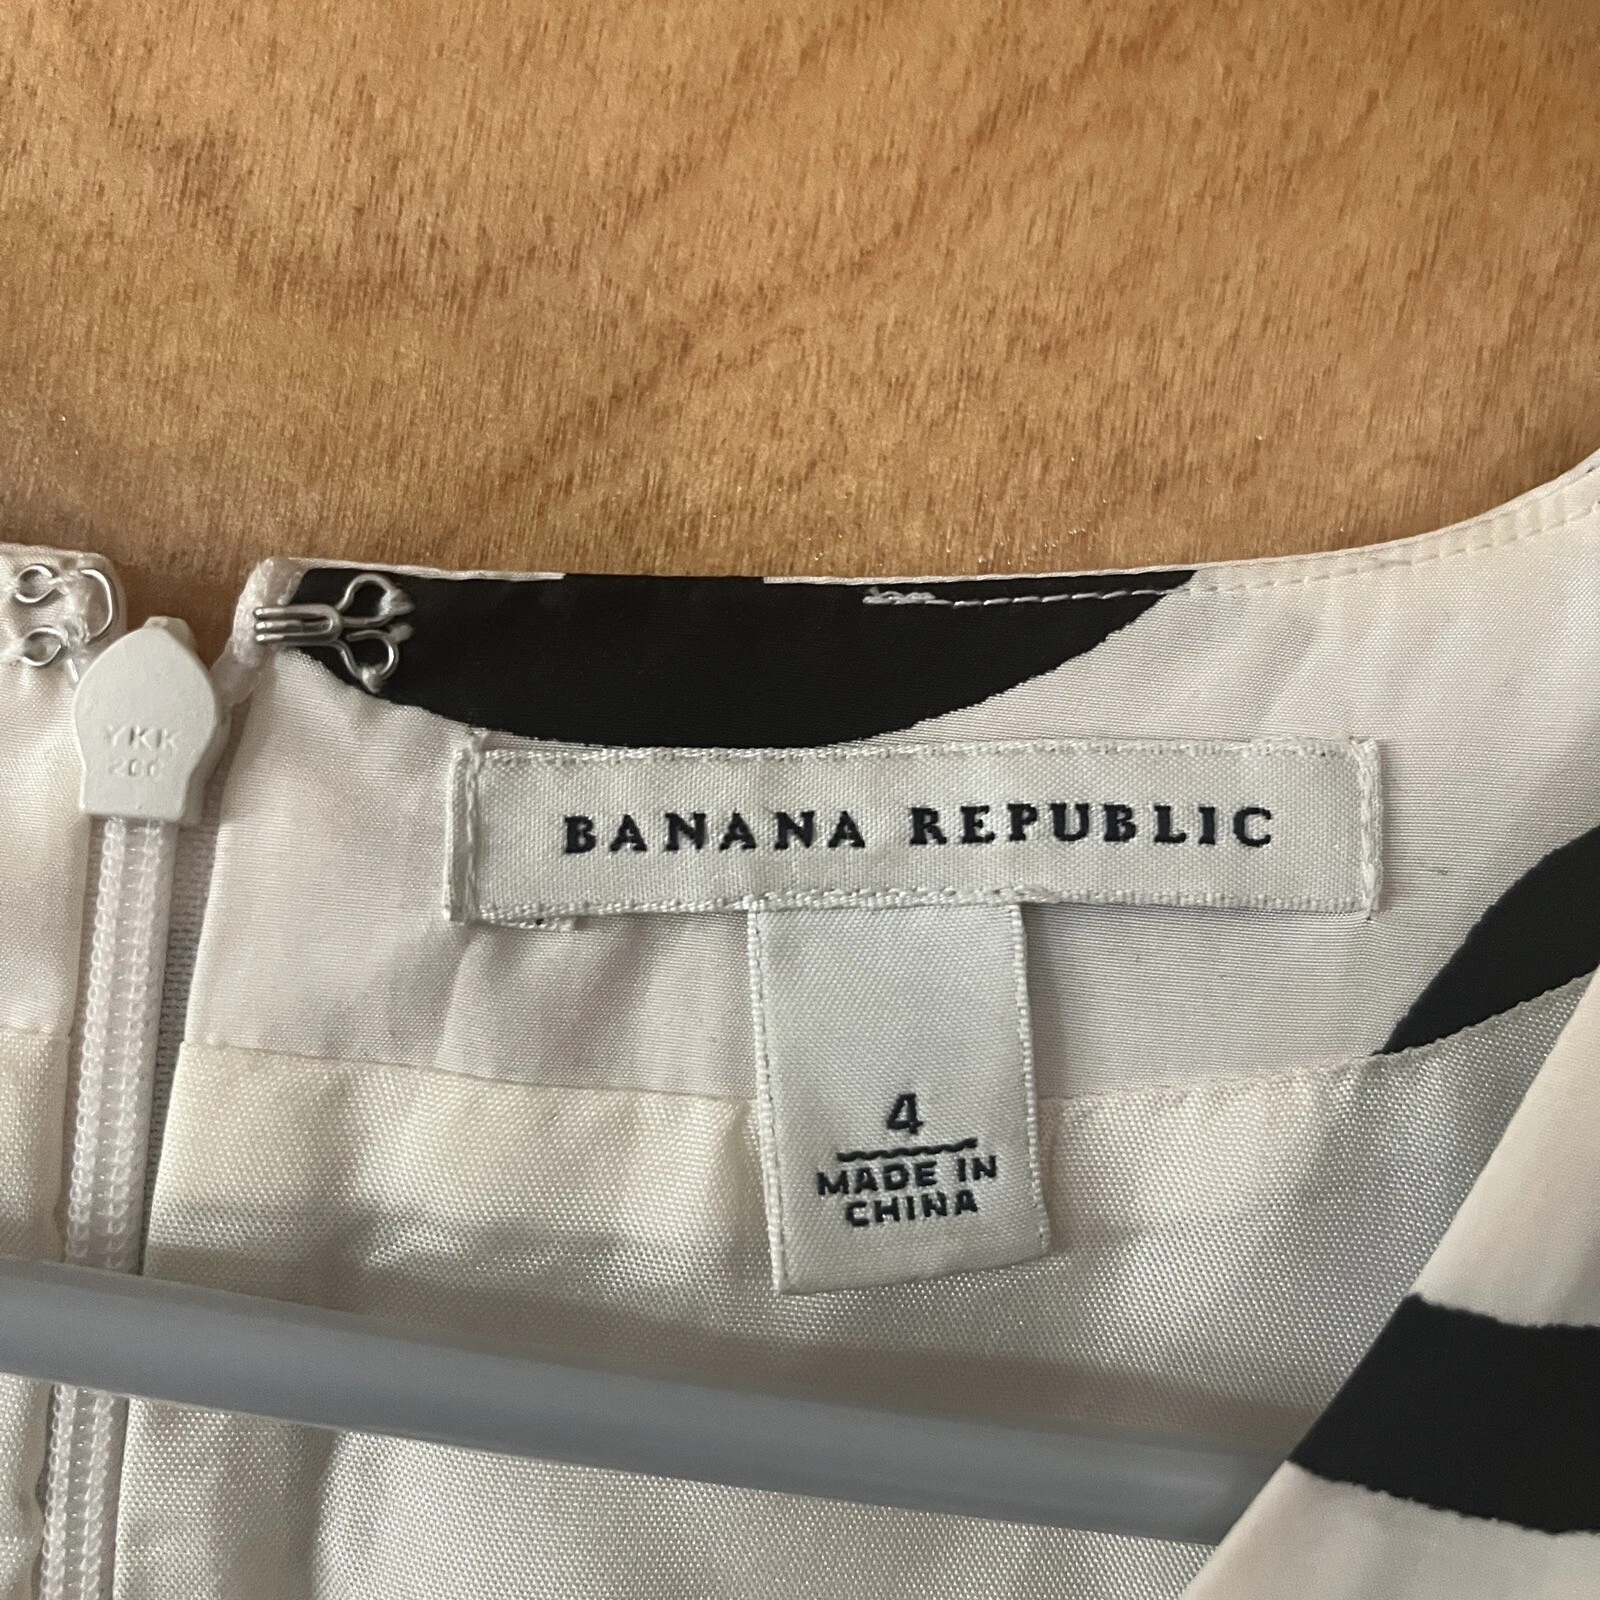 YKK
BANANA REPUBLIC
4
MADE IN
CHINA